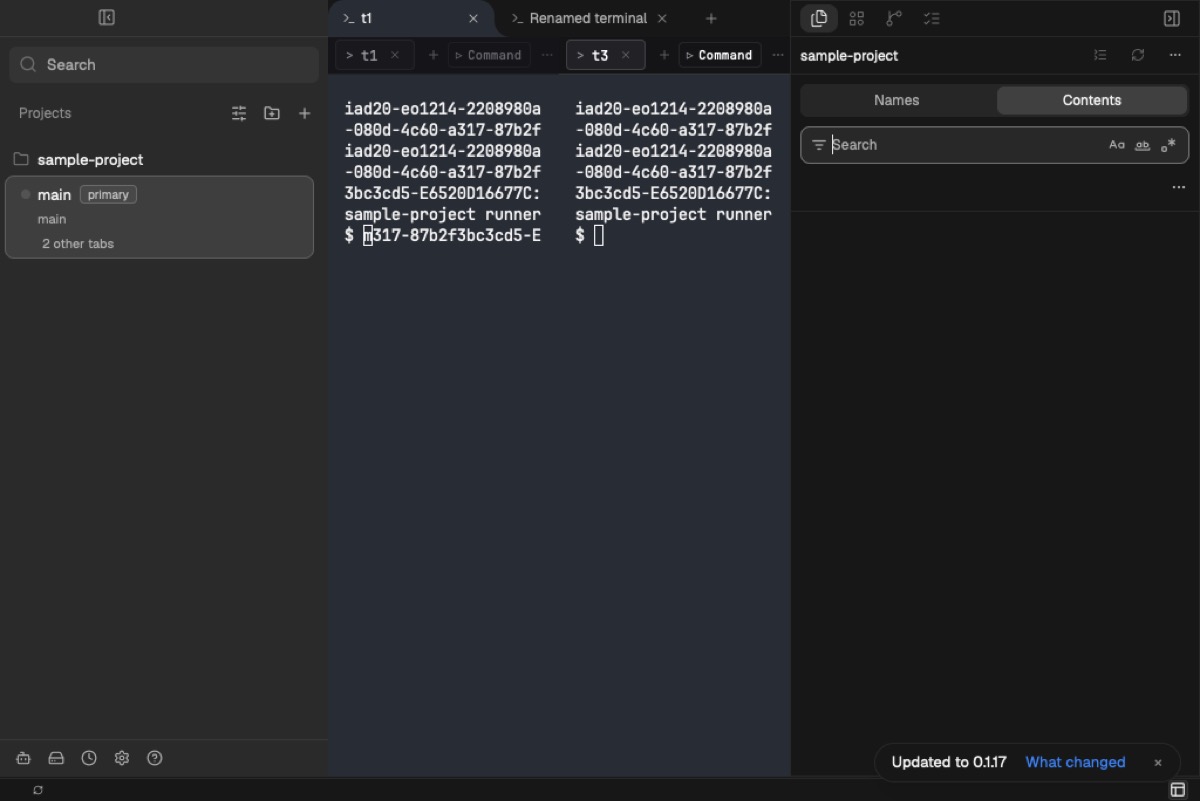 Search
Projects
sample-project
main primary
main
2 other tabs
t1
Renamed terminal
t1
Command
t3
Command
iad20-eo1214-2208980a
-080d-4c60-a317-87b2f
iad20-eo1214-2208980a
-080d-4c60-a317-87b2f
3bc3cd5-E6520D16677C:
sample-project runner
$ m317-87b2f3bc3cd5-E
iad20-eo1214-2208980a
-080d-4c60-a317-87b2f
iad20-eo1214-2208980a
-080d-4c60-a317-87b2f
3bc3cd5-E6520D16677C:
sample-project runner
$
sample-project
Names
Contents
Search
Aa ab
Updated to 0.1.17 What changed